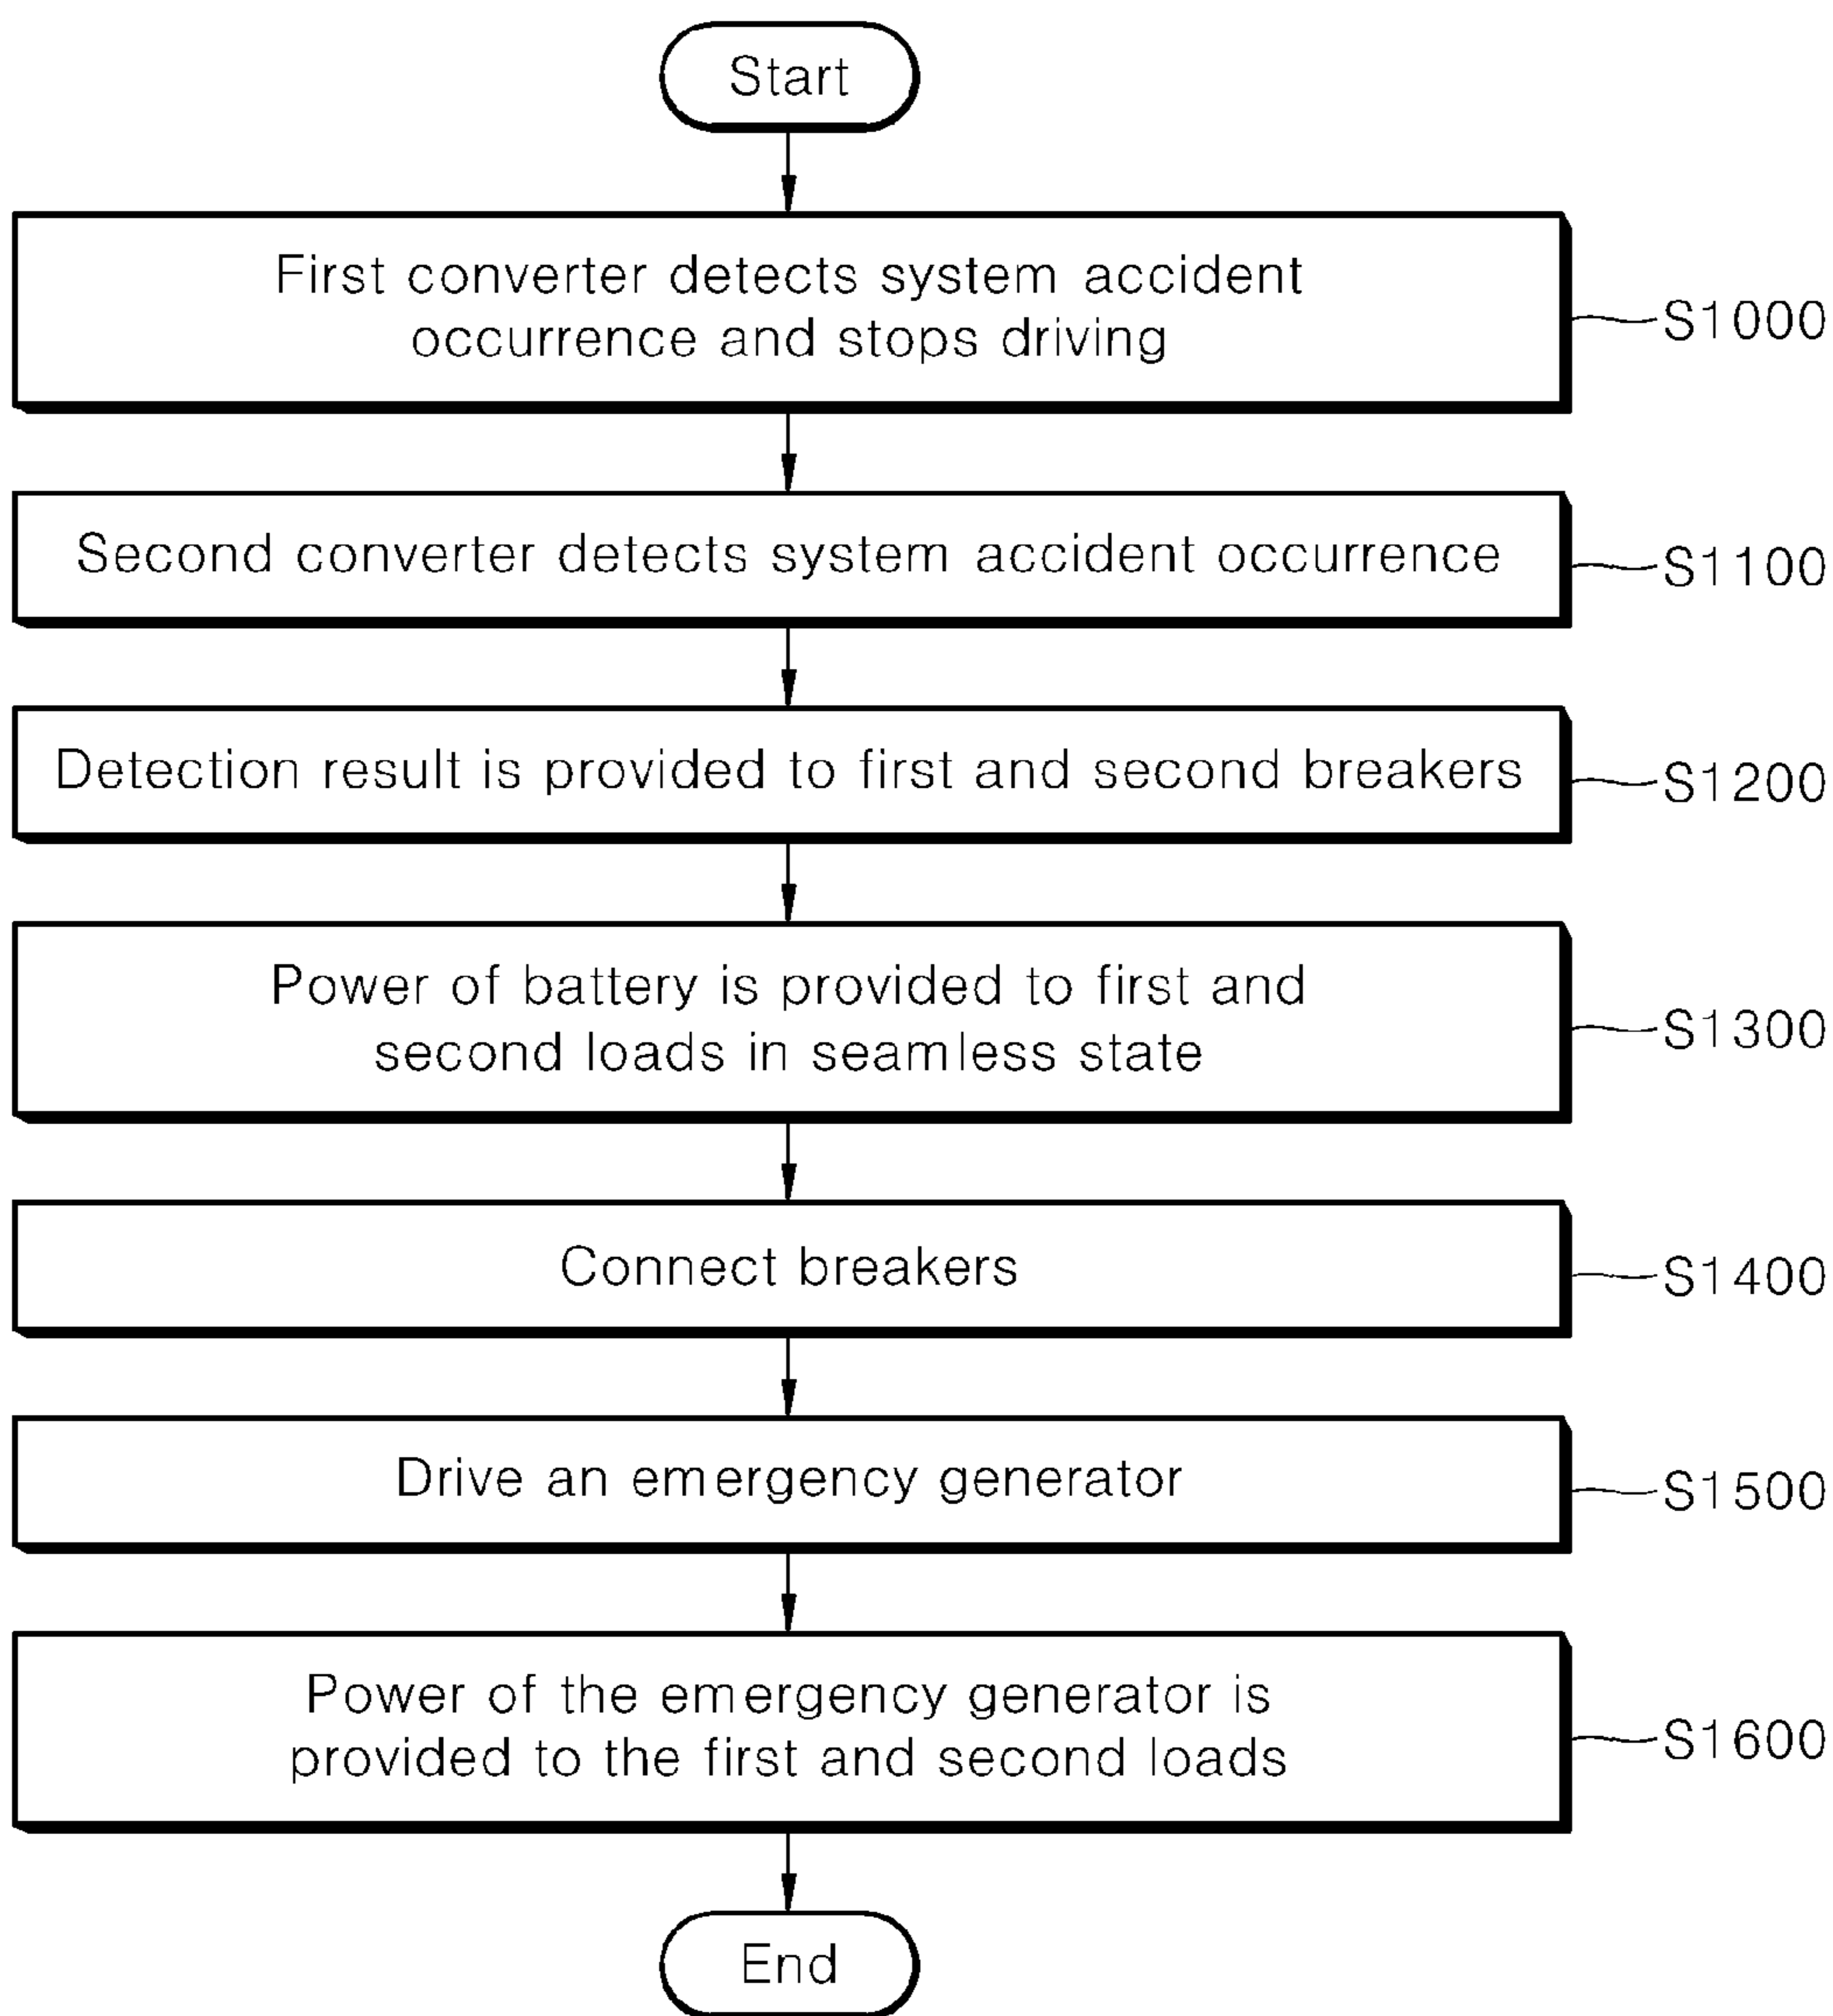 Start
First converter detects system accident
occurrence and stops driving
S1000
Second converter detects system accident occurrence
S1100
Detection result is provided to first and second breakers
S1200
Power of battery is provided to first and
second loads in seamless state
S1300
Connect breakers
S1400
Drive an emergency generator
S1500
Power of the emergency generator is
provided to the first and second loads
S1600
End